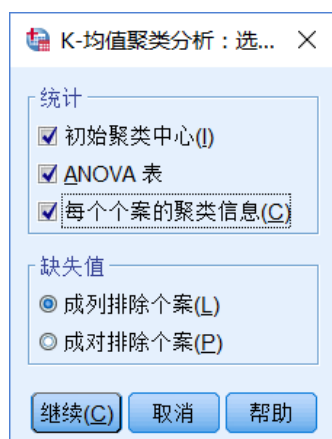 K-均值聚类分析：选...
统计
初始聚类中心(I)
ANOVA 表
每个个案的聚类信息(C)
缺失值
成列排除个案(L)
成对排除个案(P)
继续(C) 取消 帮助